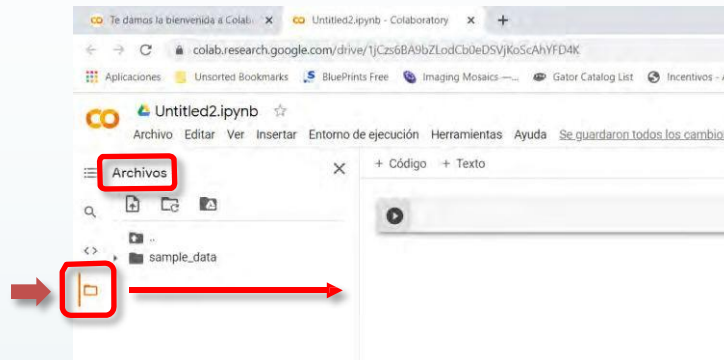 Te damos la bienvenida a Colab
Untitled2.ipynb - Colaboratory
colab.research.google.com/drive/1jCzs6BA9bZLodCb0eDSVjKoScAhYFD4K
Aplicaciones Unsorted Bookmarks BluePrints Free Imaging Mosaics —... Gator Catalog List Incentivos -
CO Untitled2.ipynb
Archivo Editar Ver Insertar Entorno de ejecución Herramientas Ayuda Se guardaron todos los cambio
Archivos
+ Código + Texto
..
sample_data